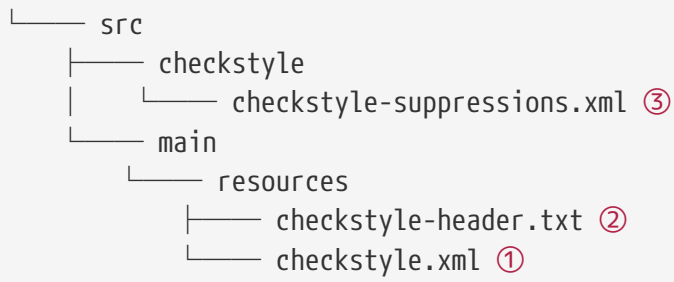 └── src
    ├── checkstyle
    │   └── checkstyle-suppressions.xml ③
    └── main
        └── resources
            ├── checkstyle-header.txt ②
            └── checkstyle.xml ①